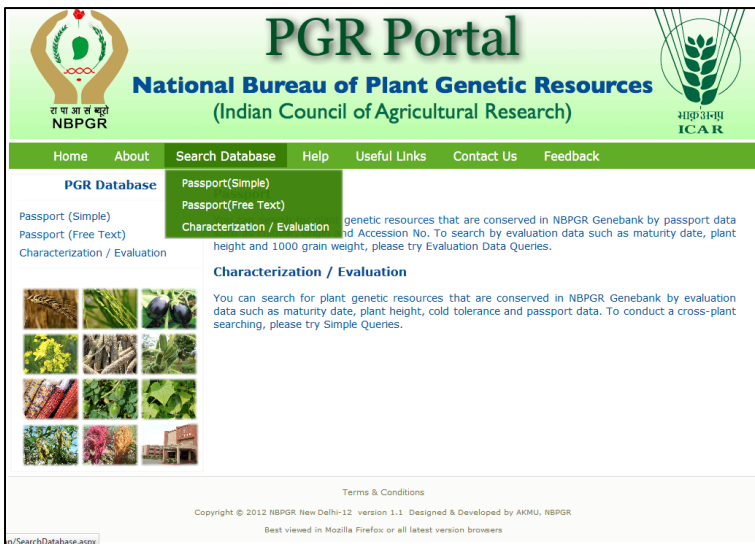 PGR Portal
National Bureau of Plant Genetic Resources
(Indian Council of Agricultural Research)
रा पा आ सं ब्यूरो
NBPGR
भाकृअनुप
ICAR
Home About Search Database Help Useful Links Contact Us Feedback
PGR Database
Passport (Simple)
Passport (Free Text)
Characterization / Evaluation
Passport(Simple)
Passport(Free Text)
Characterization / Evaluation
genetic resources that are conserved in NBPGR Genebank by passport data
nd Accession No. To search by evaluation data such as maturity date, plant
height and 1000 grain weight, please try Evaluation Data Queries.
Characterization / Evaluation
You can search for plant genetic resources that are conserved in NBPGR Genebank by evaluation
data such as maturity date, plant height, cold tolerance and passport data. To conduct a cross-plant
searching, please try Simple Queries.
Terms & Conditions
Copyright @ 2012 NBPGR New Delhi-12 version 1.1 Designed & Developed by AKMU, NBPGR
Best viewed in Mozilla Firefox or all latest version browsers
n/SearchDatabase.aspx